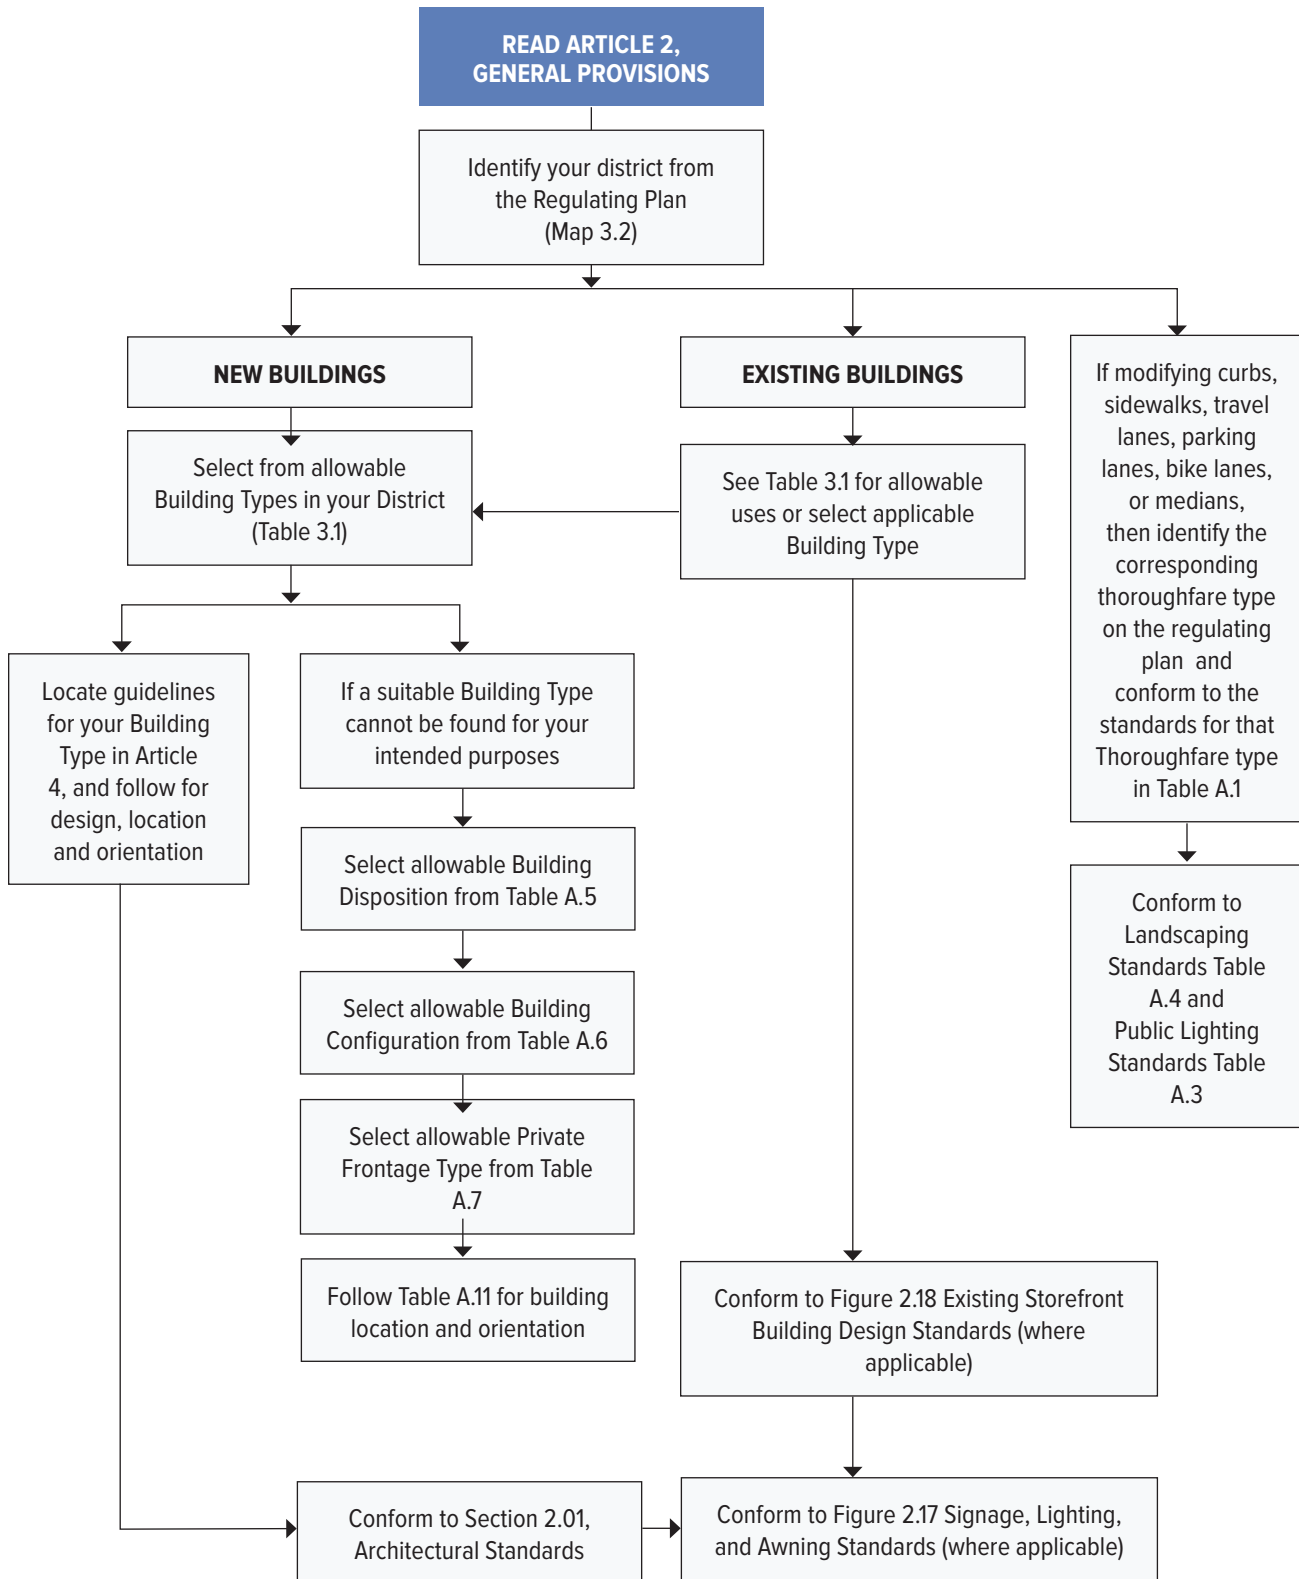 READ ARTICLE 2,
GENERAL PROVISIONS
Identify your district from
the Regulating Plan
(Map 3.2)
NEW BUILDINGS
EXISTING BUILDINGS
If modifying curbs,
sidewalks, travel
lanes, parking
lanes, bike lanes,
or medians,
then identify the
corresponding
thoroughfare type
on the regulating
plan and
conform to the
standards for that
Thoroughfare type
in Table A.1
Select from allowable
Building Types in your District
(Table 3.1)
See Table 3.1 for allowable
uses or select applicable
Building Type
Locate guidelines
for your Building
Type in Article
4, and follow for
design, location
and orientation
If a suitable Building Type
cannot be found for your
intended purposes
Select allowable Building
Disposition from Table A.5
Conform to
Landscaping
Standards Table
A.4 and
Public Lighting
Standards Table
A.3
Select allowable Building
Configuration from Table A.6
Select allowable Private
Frontage Type from Table
A.7
Follow Table A.11 for building
location and orientation
Conform to Figure 2.18 Existing Storefront
Building Design Standards (where
applicable)
Conform to Section 2.01,
Architectural Standards
Conform to Figure 2.17 Signage, Lighting,
and Awning Standards (where applicable)